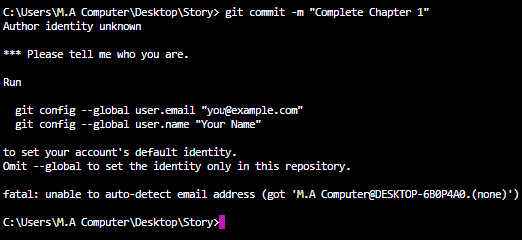 C:\Users\M.A Computer\Desktop\Story> git commit -m "Complete Chapter 1"
Author identity unknown
*** Please tell me who you are.
Run
git config --global user.email "you@example.com"
git config --global user.name "Your Name"
to set your account's default identity.
Omit --global to set the identity only in this repository.
fatal: unable to auto-detect email address (got 'M.A Computer@DESKTOP-6B0P4A0.(none)')
C:\Users\M.A Computer\Desktop\Story>